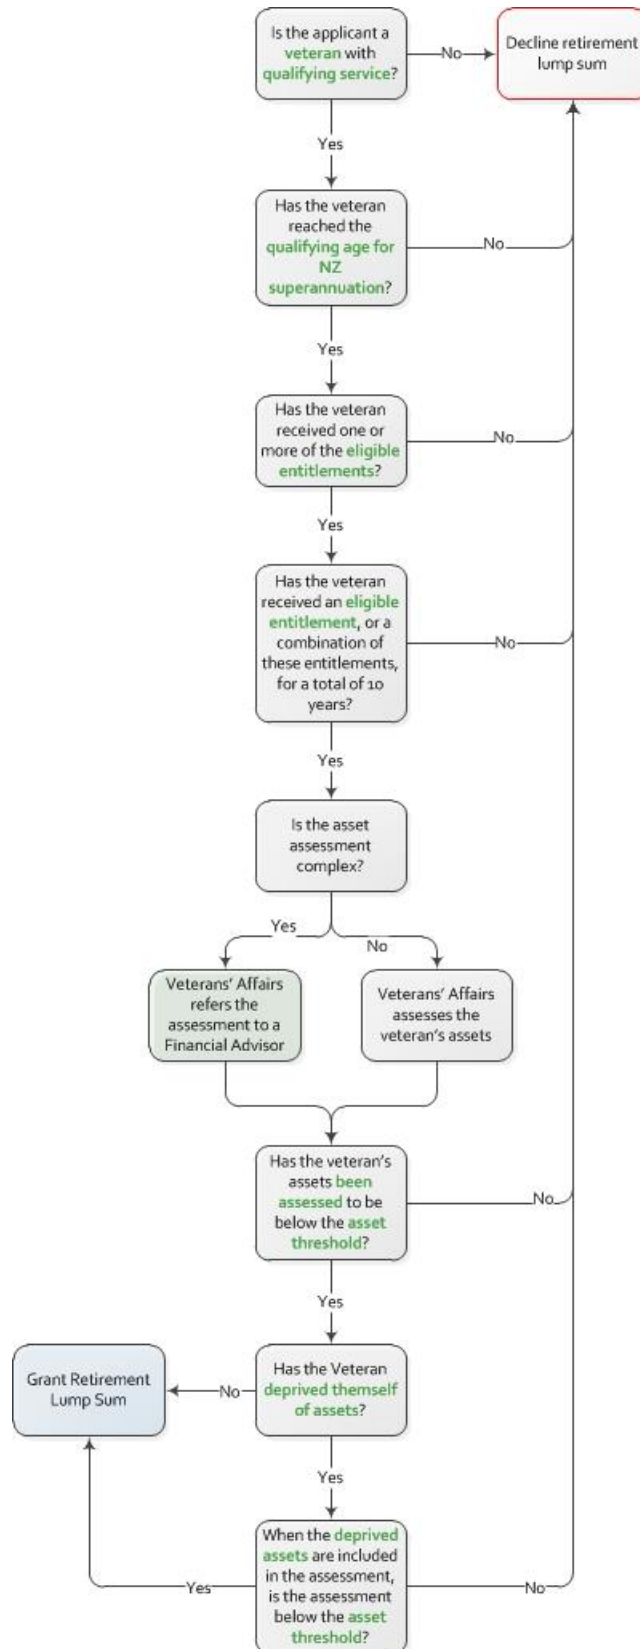 Is the applicant a
veteran with
qualifying service?
No
Decline retirement
lump sum
Yes
Has the veteran
reached the
qualifying age for
NZ
superannuation?
No
Yes
Has the veteran
received one or
more of the eligible
entitlements?
No
Yes
Has the veteran
received an eligible
entitlement, or a
combination of
these entitlements,
for a total of 10
years?
No
Yes
Is the asset
assessment
complex?
Yes
No
Veterans' Affairs
refers the
assessment to a
Financial Advisor
Veterans' Affairs
assesses the
veteran's assets
Has the veteran's
assets been
assessed to be
below the asset
threshold?
No
Yes
Grant Retirement
Lump Sum
No
Has the Veteran
deprived themself
of assets?
Yes
When the deprived
assets are included
in the assessment,
is the assessment
below the asset
threshold?
Yes
No